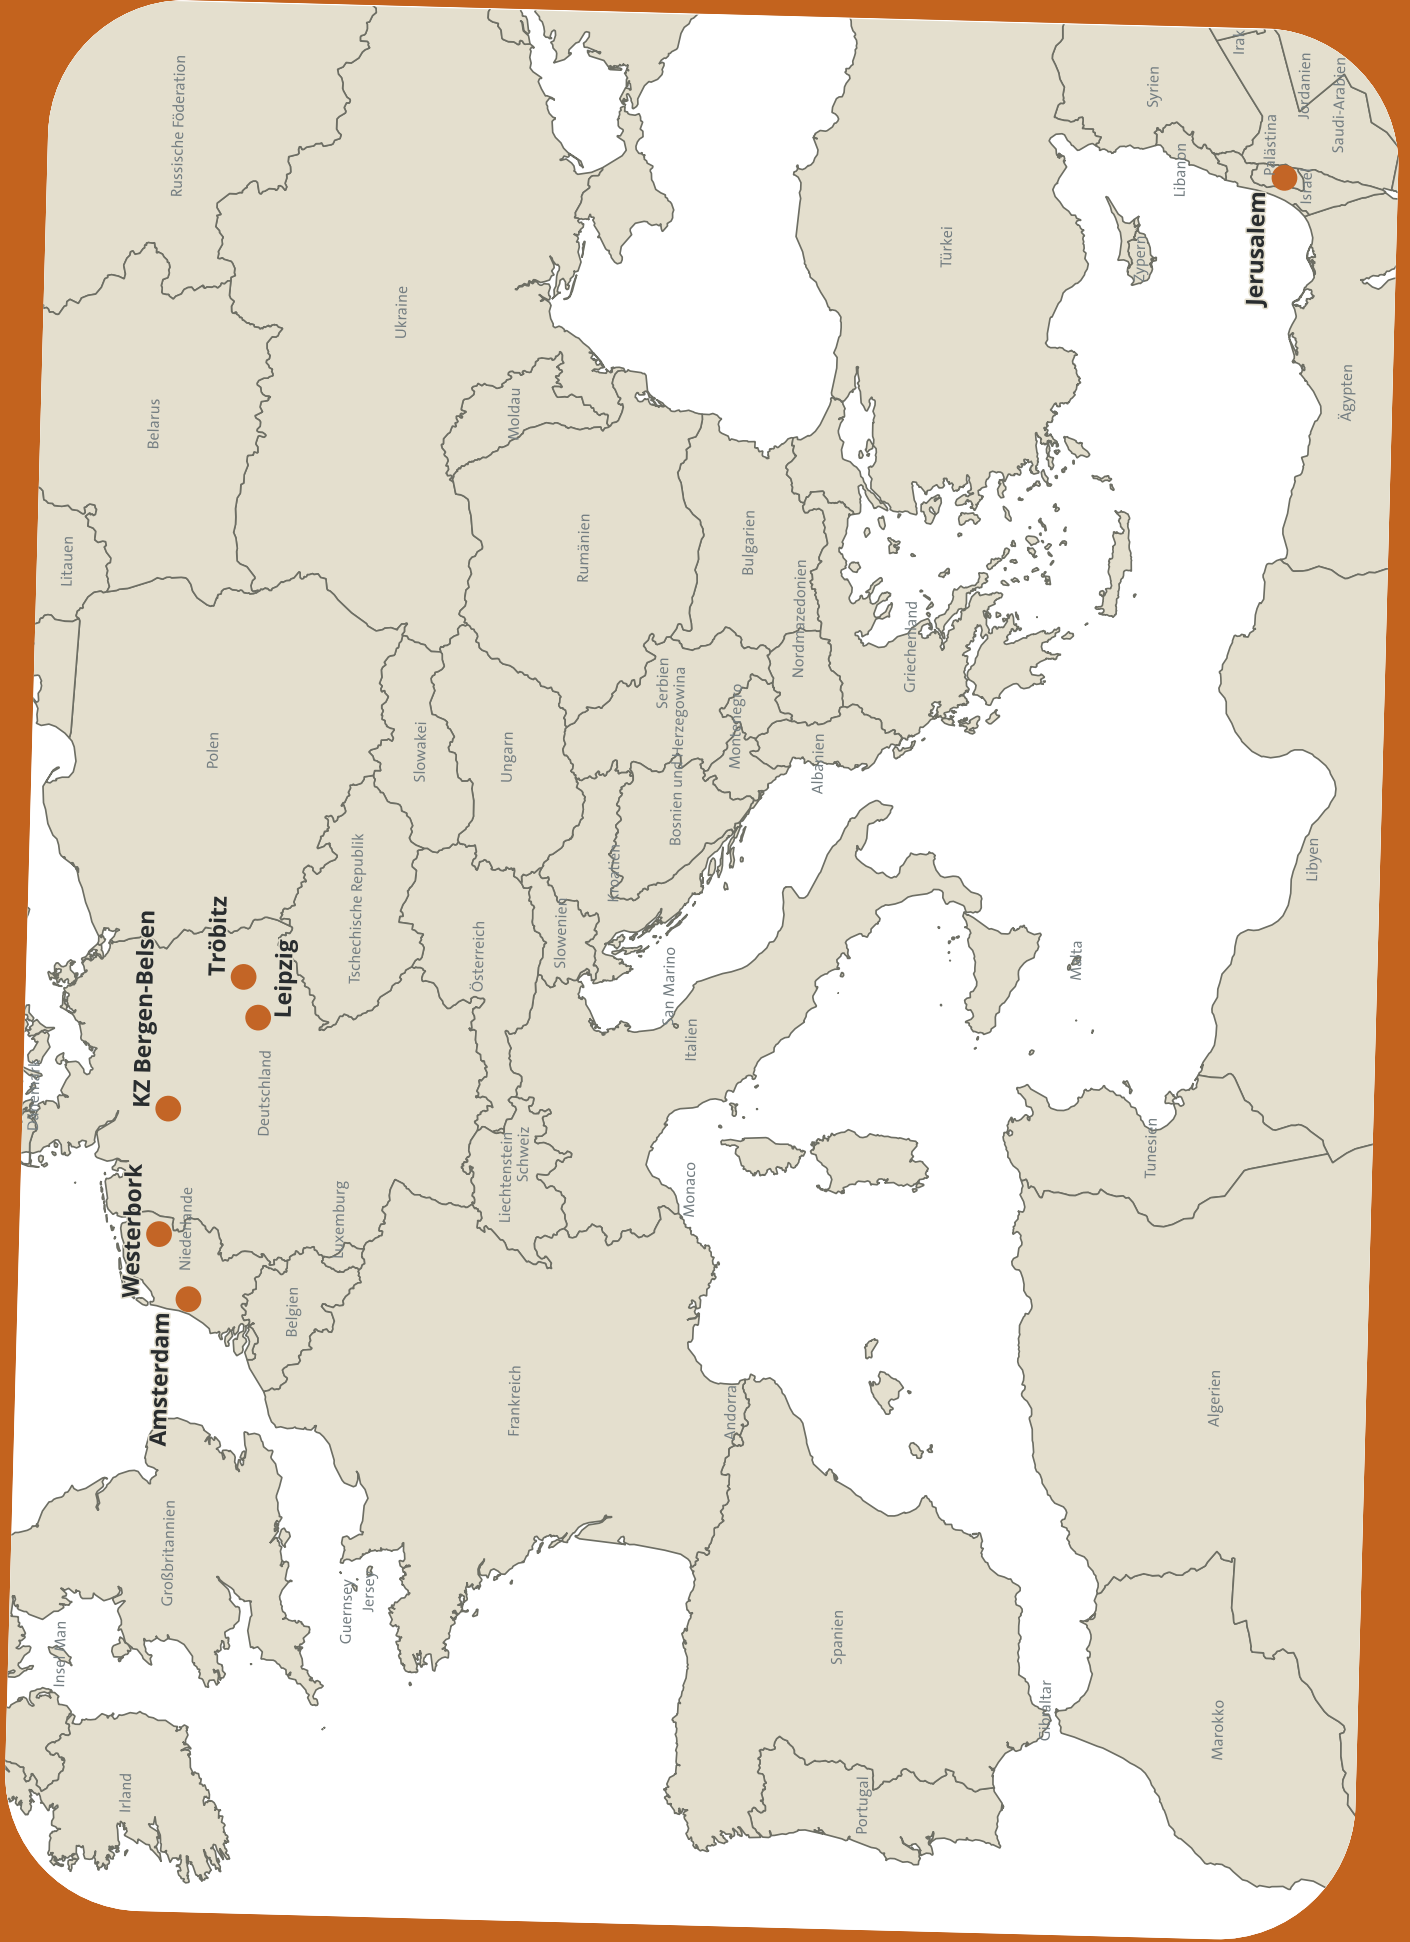 Dänemark
Litauen
Insel Man
Irland
Großbritannien
Amsterdam
Westerbork
Niederlande
KZ Bergen-Belsen
Tröbitz
Leipzig
Deutschland
Polen
Belarus
Russische Föderation
Belgien
Luxemburg
Tschechische Republik
Slowakei
Ukraine
Guernsey
Jersey
Frankreich
Liechtenstein
Schweiz
Österreich
Ungarn
Moldau
Slowenien
Kroatien
Rumänien
San Marino
Italien
Monaco
Bosnien und Herzegowina
Serbien
Montenegro
Bulgarien
Andorra
Albanien
Nordmazedonien
Griechenland
Türkei
Spanien
Portugal
Gibraltar
Malta
Zypern
Syrien
Libanon
Tunesien
Algerien
Marokko
Libyen
Jerusalem
Palästina
Israel
Irak
Jordanien
Saudi-Arabien
Ägypten